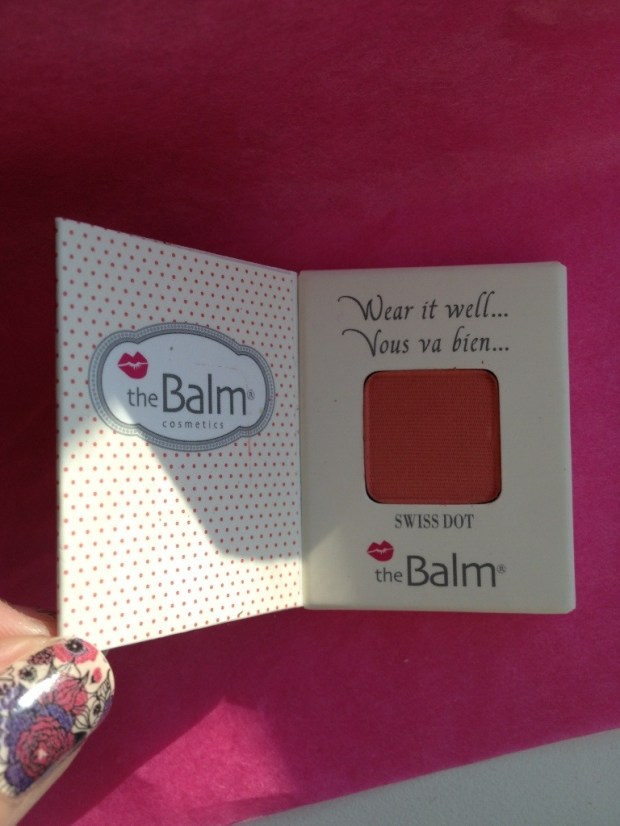 the Balm®
cosmetics
Wear it well...
Vous va bien...
SWISS DOT
the Balm®